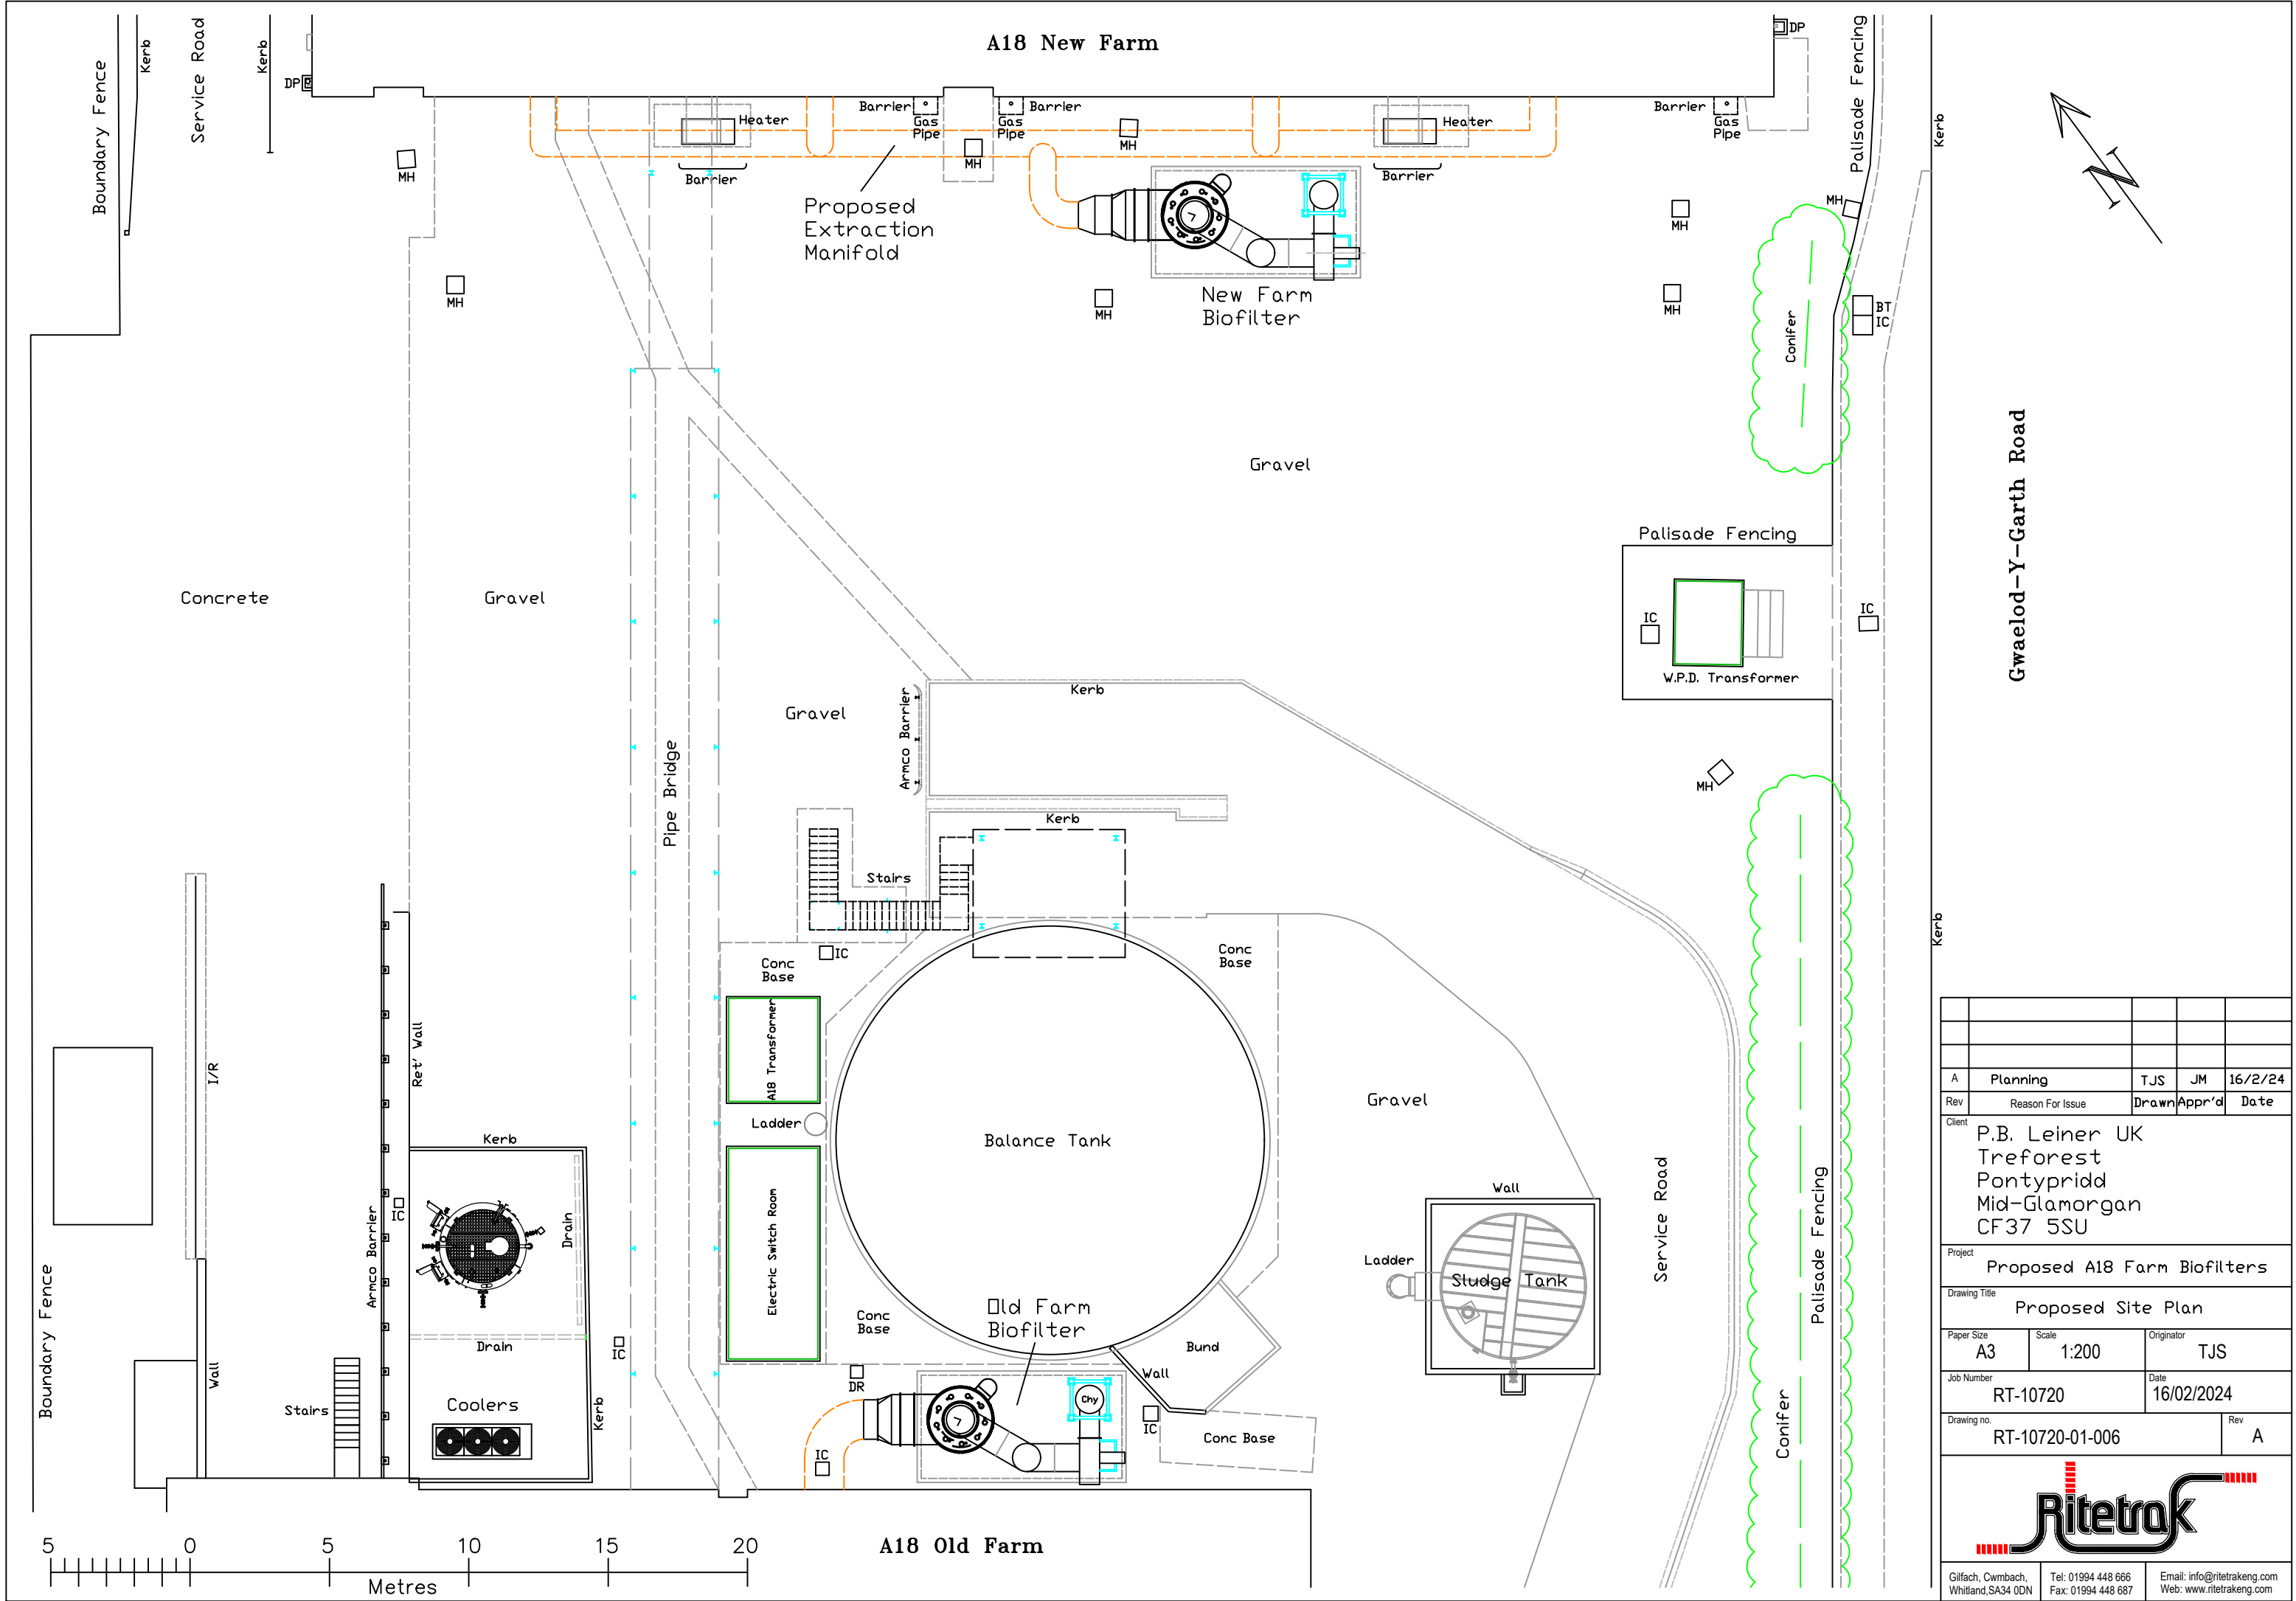 A18 New Farm
Boundary Fence
Kerb
Service Road
Kerb
DP
DP
Palisade Fencing
Kerb
Heater
Barrier
Gas
Pipe
Barrier
Gas
Pipe
MH
MH
MH
Heater
Barrier
Gas
Pipe
Barrier
Barrier
Proposed
Extraction
Manifold
MH
MH
MH
MH
MH
New Farm
Biofilter
BT
IC
Conifer
Gravel
Gwaelod-Y-Garth Road
Palisade Fencing
Concrete
Gravel
IC
IC
W.P.D. Transformer
Kerb
Gravel
Armco Barrier
Pipe Bridge
MH
Kerb
Stairs
Kerb
IC
Conc
Base
Conc
Base
A18 Transformer
Ret' Wall
I/R
Ladder
Gravel
Balance Tank
Kerb
Electric Switch Room
Drain
IC
Armco Barrier
Service Road
Palisade Fencing
Wall
Ladder
Sludge Tank
Boundary Fence
Old Farm
Biofilter
Conc
Base
Bund
Drain
IC
Wall
Wall
DR
Stairs
Coolers
Kerb
Chy
IC
IC
Conc Base
Conifer
A18 Old Farm
5 0 5 10 15 20
Metres
A Planning TJS JM 16/2/24
Rev Reason For Issue Drawn Appr'd Date
Client
P.B. Leiner UK
Treforest
Pontypridd
Mid-Glamorgan
CF37 5SU
Project
Proposed A18 Farm Biofilters
Drawing Title
Proposed Site Plan
Paper Size Scale Originator
A3 1:200 TJS
Job Number Date
RT-10720 16/02/2024
Drawing no. Rev
RT-10720-01-006 A
Ritetrak
Gilfach, Cwmbach, Tel: 01994 448 666 Email: info@ritetrakeng.com
Whitland,SA34 0DN Fax: 01994 448 687 Web: www.ritetrakeng.com